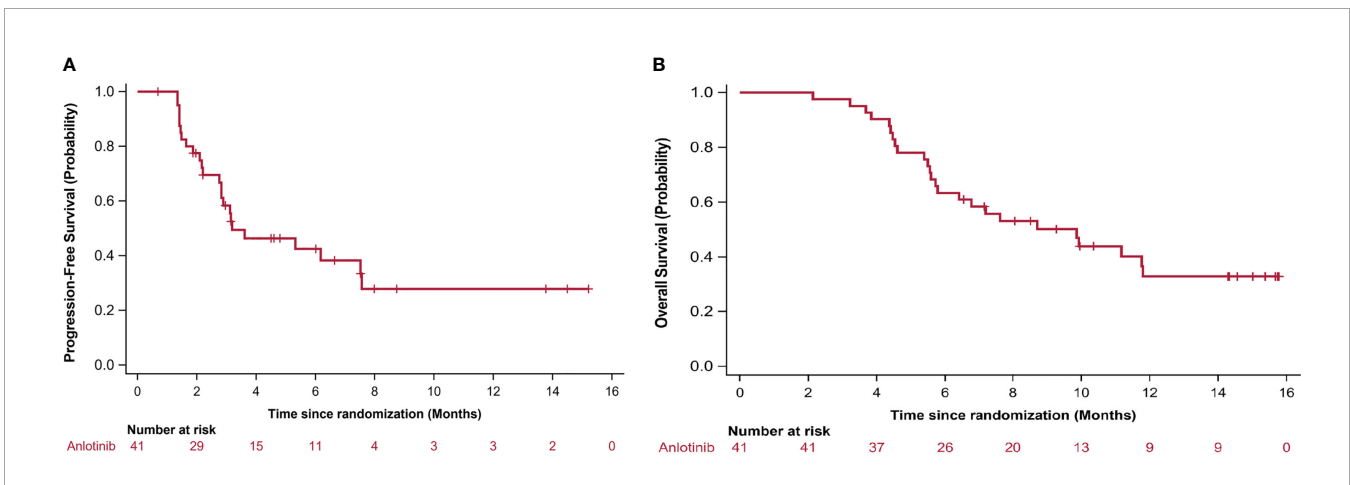 A
Progression-Free Survival (Probability)
1.0
0.8
0.6
0.4
0.2
0.0
0 2 4 6 8 10 12 14 16
Time since randomization (Months)
Number at risk
Anlotinib 41 29 15 11 4 3 3 2 0
B
Overall Survival (Probability)
1.0
0.8
0.6
0.4
0.2
0.0
0 2 4 6 8 10 12 14 16
Time since randomization (Months)
Number at risk
Anlotinib 41 41 37 26 20 13 9 9 0